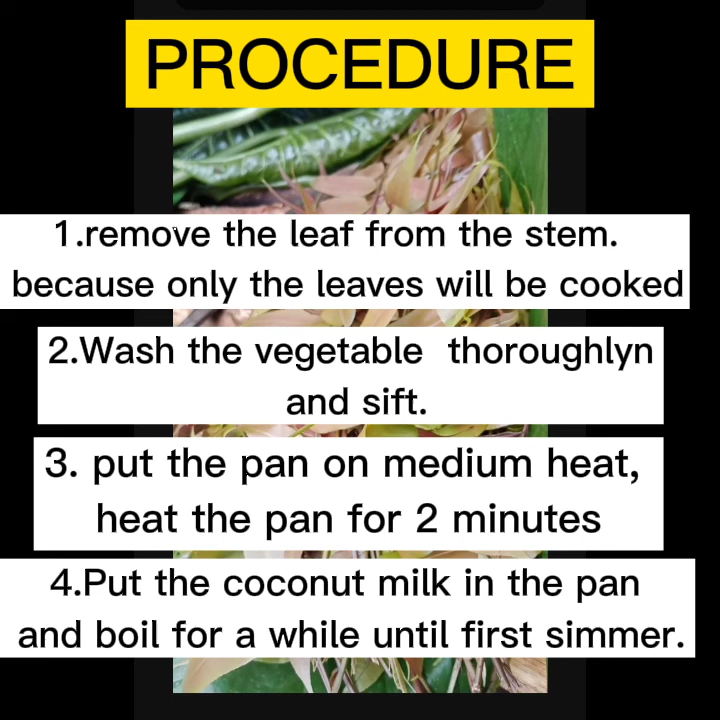 PROCEDURE
1.remove the leaf from the stem.
because only the leaves will be cooked
2.Wash the vegetable thoroughlyn
and sift.
3. put the pan on medium heat,
heat the pan for 2 minutes
4.Put the coconut milk in the pan
and boil for a while until first simmer.